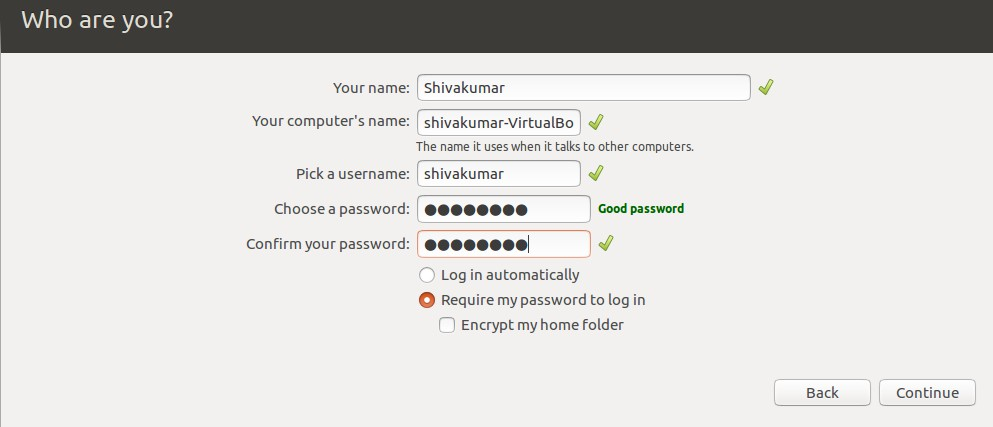 Who are you?
Your name: Shivakumar
Your computer's name: shivakumar-VirtualBo
The name it uses when it talks to other computers.
Pick a username: shivakumar
Choose a password: ●●●●●●●● Good password
Confirm your password: ●●●●●●●●
Log in automatically
Require my password to log in
Encrypt my home folder
Back Continue